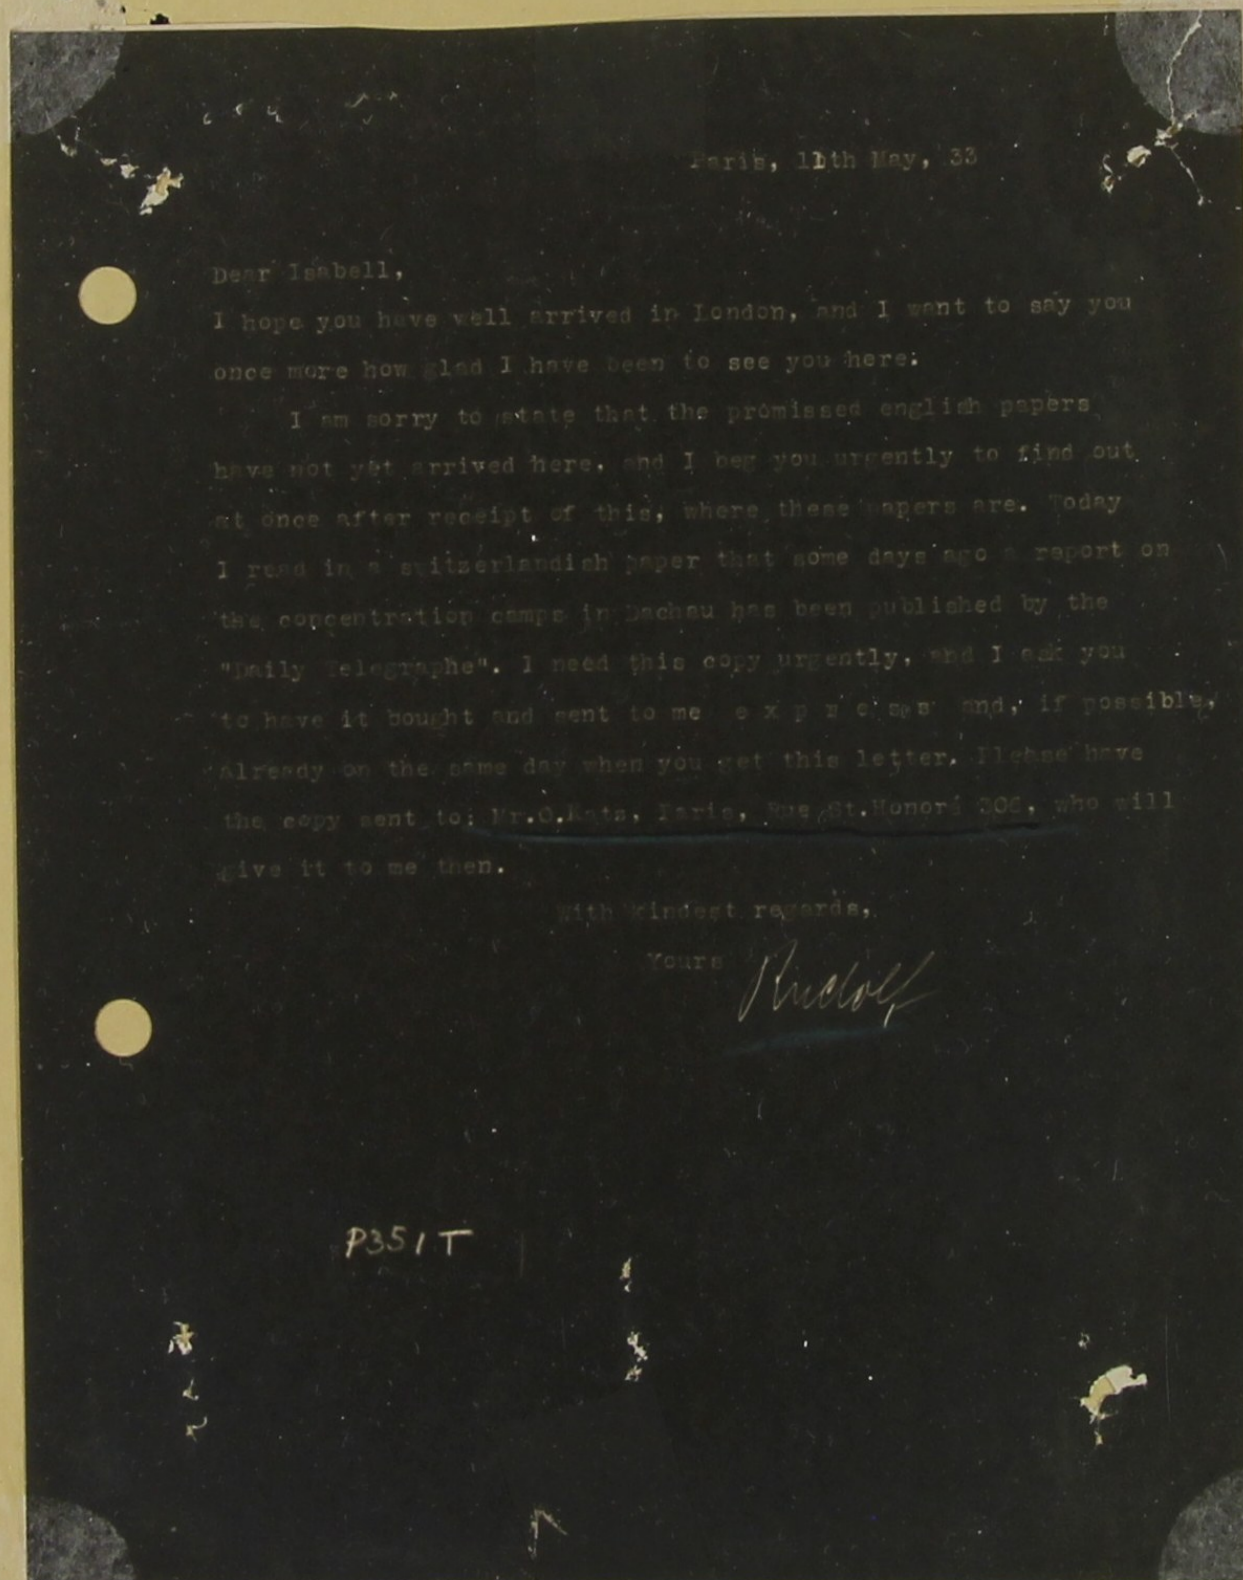 Paris, 11th May, 33
Dear Isabell,
I hope you have well arrived in London, and I want to say you
once more how glad I have been to see you here.
I am sorry to state that the promissed english papers
have not yet arrived here, and I beg you urgently to find out
at once after receipt of this, where these papers are. Today
I read in a switzerlandish paper that some days ago a report on
the concentration camps in Dachau has been published by the
"Daily Telegraphe". I need this copy urgently, and I ask you
to have it bought and sent to me e x p r e s s and, if possible,
already on the same day when you get this letter. Please have
the copy sent to: Mr.O.Katz, Paris, Rue St.Honoré 306, who will
give it to me then.
With kindest regards,
Yours Rudolf
P351T